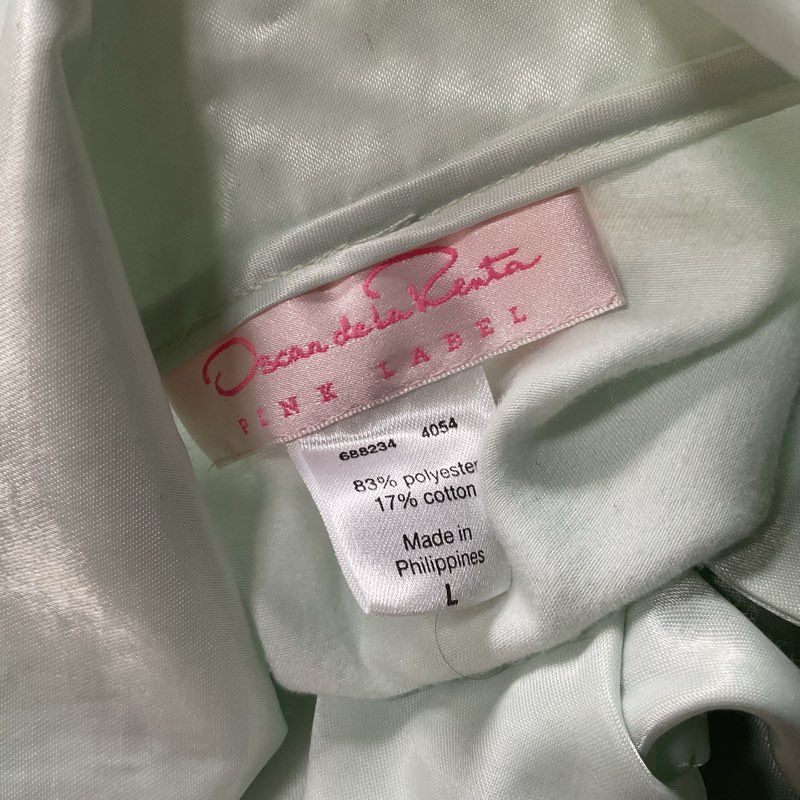 Oscar de la Renta
PINK LABEL
688234 4054
83% polyester
17% cotton
Made in
Philippines
L